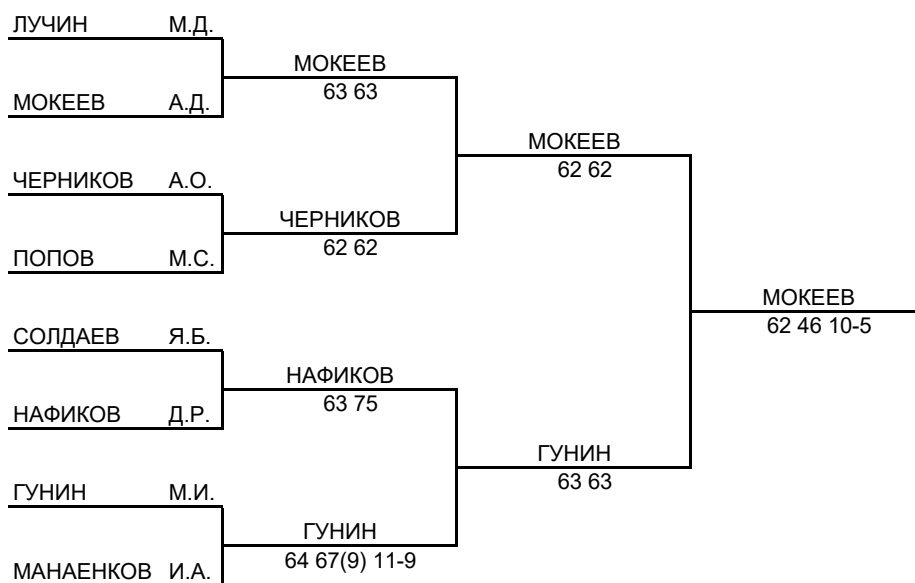 ЛУЧИН М.Д.
МОКЕЕВ
63 63
МОКЕЕВ А.Д.
МОКЕЕВ
62 62
ЧЕРНИКОВ А.О.
ЧЕРНИКОВ
62 62
ПОПОВ М.С.
МОКЕЕВ
62 46 10-5
СОЛДАЕВ Я.Б.
НАФИКОВ
63 75
НАФИКОВ Д.Р.
ГУНИН
63 63
ГУНИН М.И.
ГУНИН
64 67(9) 11-9
МАНАЕНКОВ И.А.